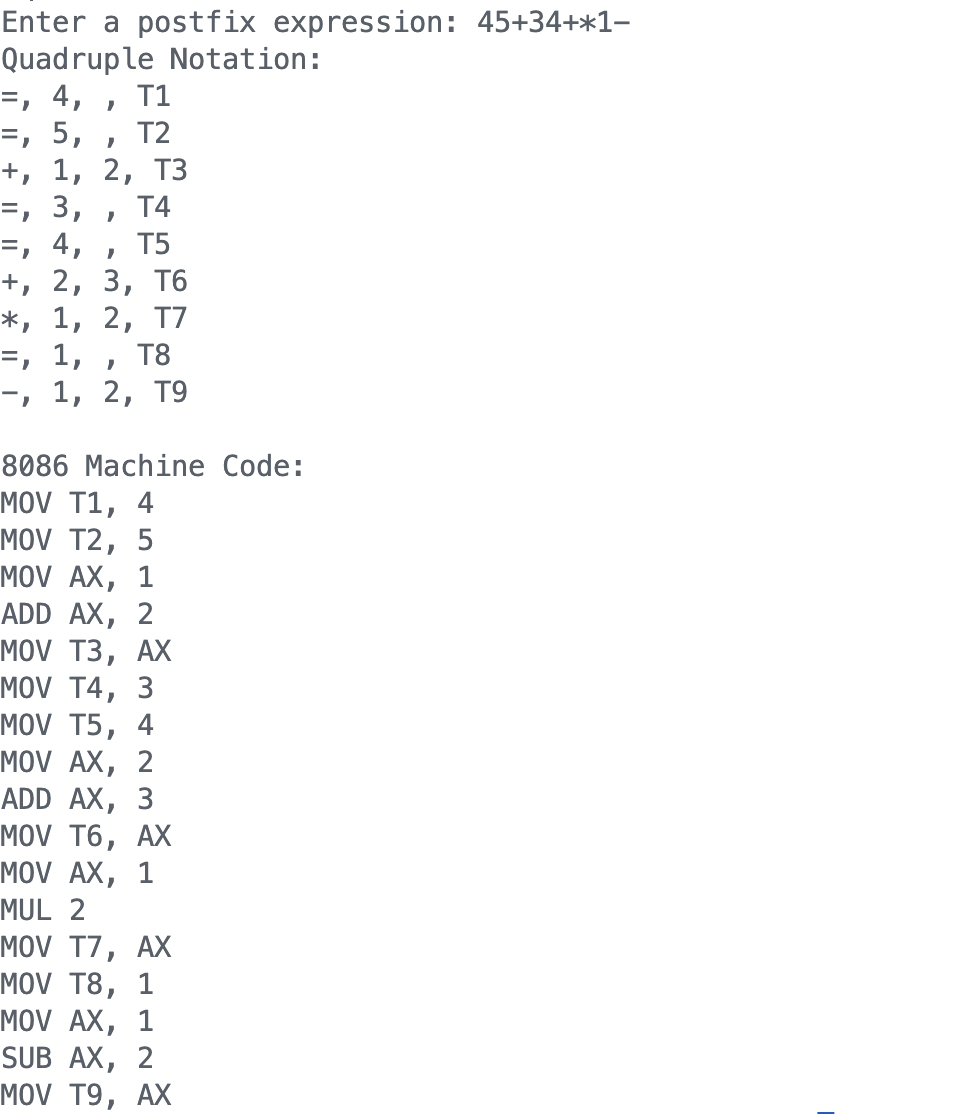 Enter a postfix expression: 45+34+*1-
Quadruple Notation:
=, 4, , T1
=, 5, , T2
+, 1, 2, T3
=, 3, , T4
=, 4, , T5
+, 2, 3, T6
*, 1, 2, T7
=, 1, , T8
-, 1, 2, T9

8086 Machine Code:
MOV T1, 4
MOV T2, 5
MOV AX, 1
ADD AX, 2
MOV T3, AX
MOV T4, 3
MOV T5, 4
MOV AX, 2
ADD AX, 3
MOV T6, AX
MOV AX, 1
MUL 2
MOV T7, AX
MOV T8, 1
MOV AX, 1
SUB AX, 2
MOV T9, AX